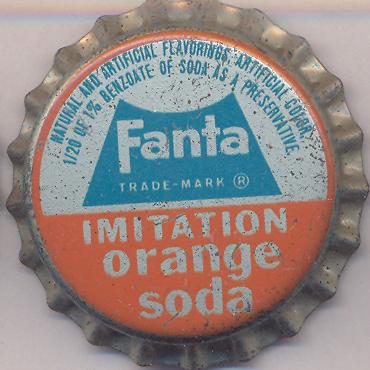 NATURAL AND ARTIFICIAL FLAVORINGS, ARTIFICIAL COLOR,
1/20 OF 1% BENZOATE OF SODA AS A PRESERVATIVE
Fanta
TRADE-MARK ®
IMITATION
orange
soda